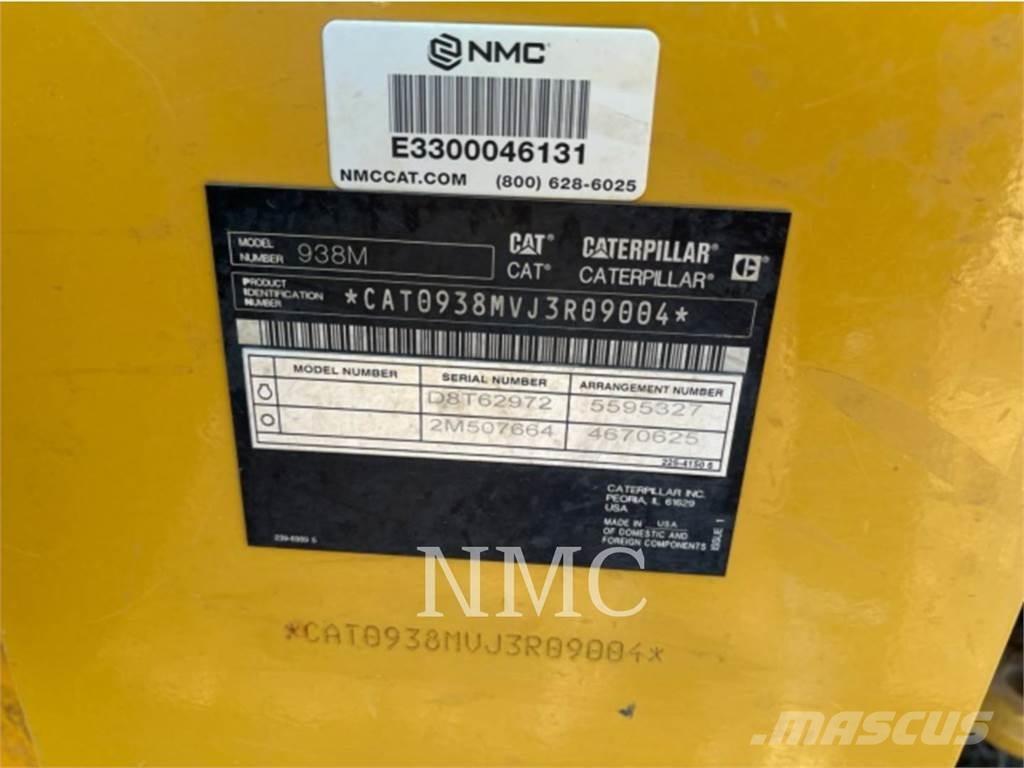 NMC
E3300046131
NMCCAT.COM (800) 628-6025
MODEL NUMBER 938M
CAT® CATERPILLAR®
CAT® CATERPILLAR®
PRODUCT IDENTIFICATION NUMBER *CAT0938MVJ3R09004*
MODEL NUMBER SERIAL NUMBER ARRANGEMENT NUMBER
D8T62972 5595327
2M507664 4670625
CATERPILLAR INC.
PEORIA, IL 61629
USA
MADE IN USA
OF DOMESTIC AND
FOREIGN COMPONENTS
ISSUE 1
NMC
*CAT0938MVJ3R09004*
MASCUS